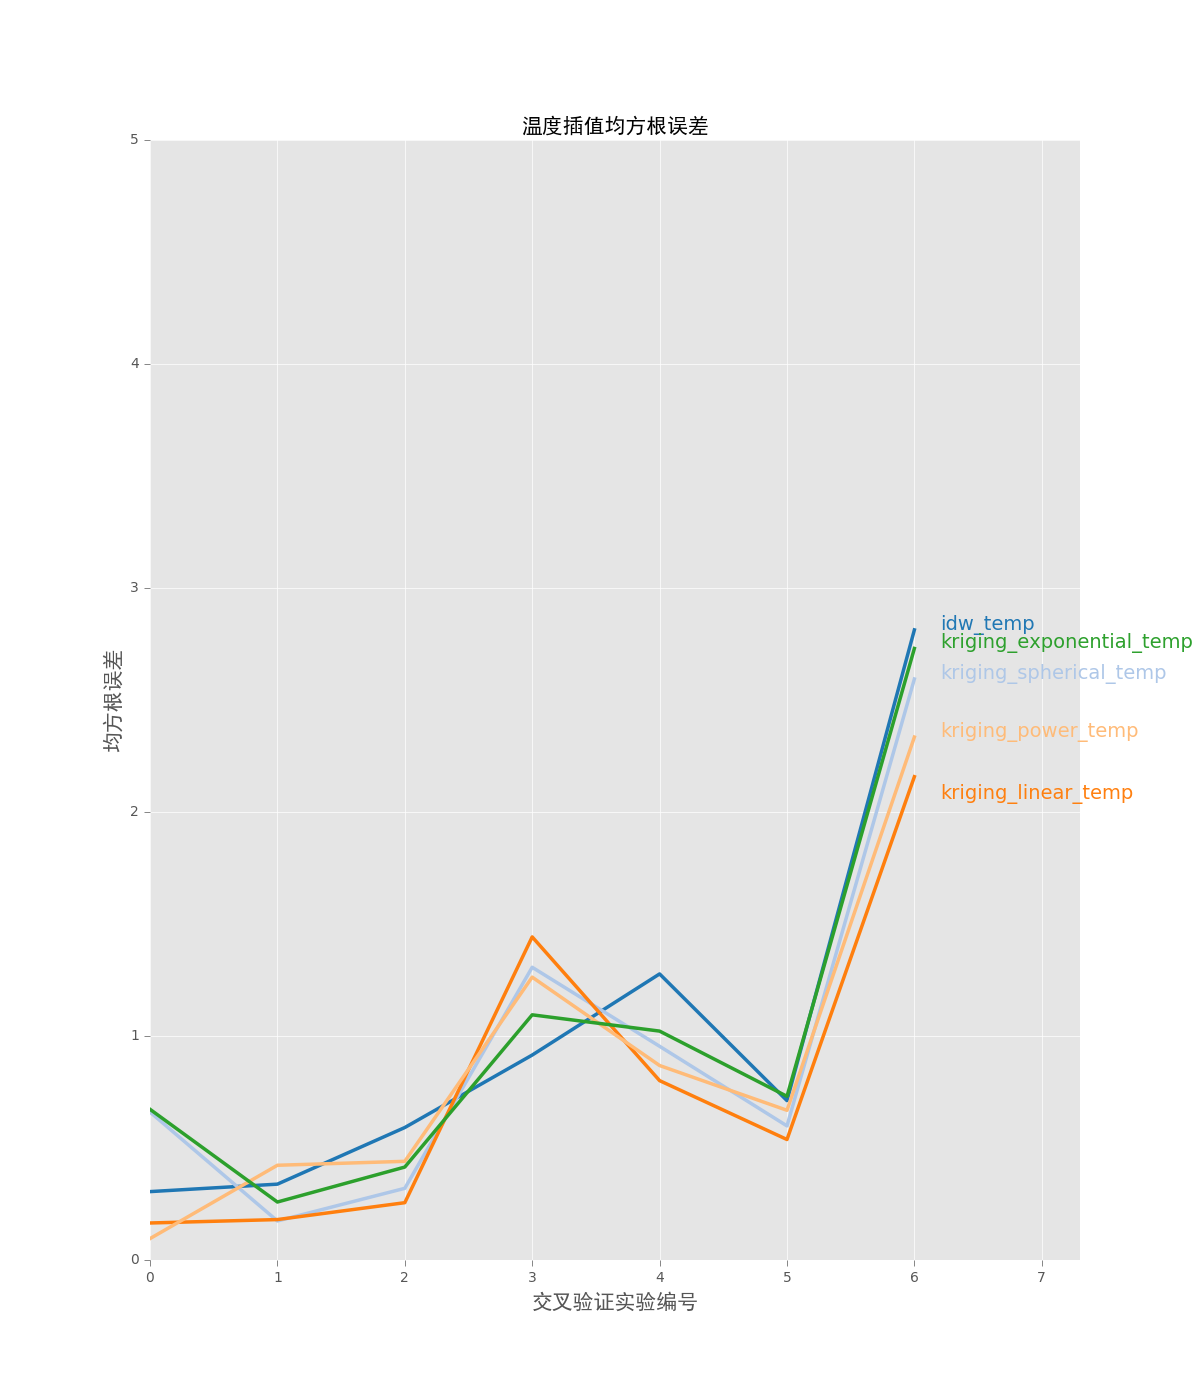 温度插值均方根误差
5
4
3
2
1
0
均方根误差
idw_temp
kriging_exponential_temp
kriging_spherical_temp
kriging_power_temp
kriging_linear_temp
0 1 2 3 4 5 6 7
交叉验证实验编号